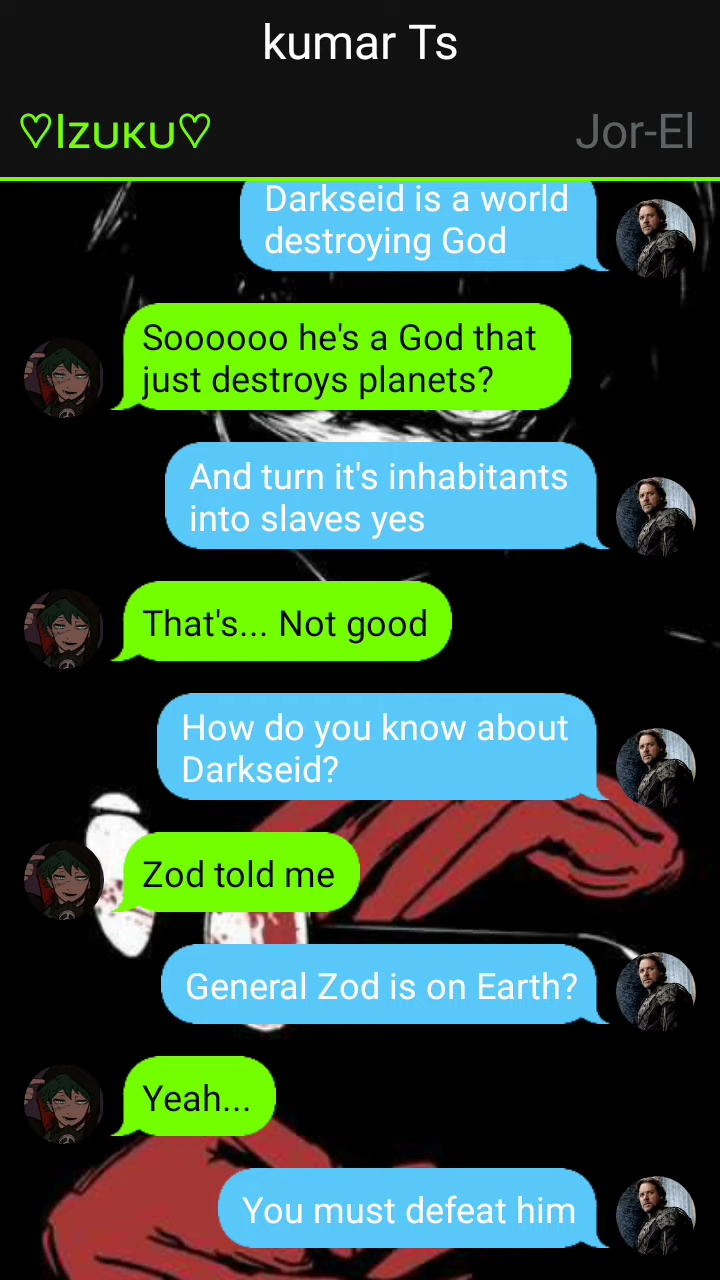 kumar Ts
♡Izuku♡
Jor-El
Darkseid is a world
destroying God
Soooooo he's a God that
just destroys planets?
And turn it's inhabitants
into slaves yes
That's... Not good
How do you know about
Darkseid?
Zod told me
General Zod is on Earth?
Yeah...
You must defeat him